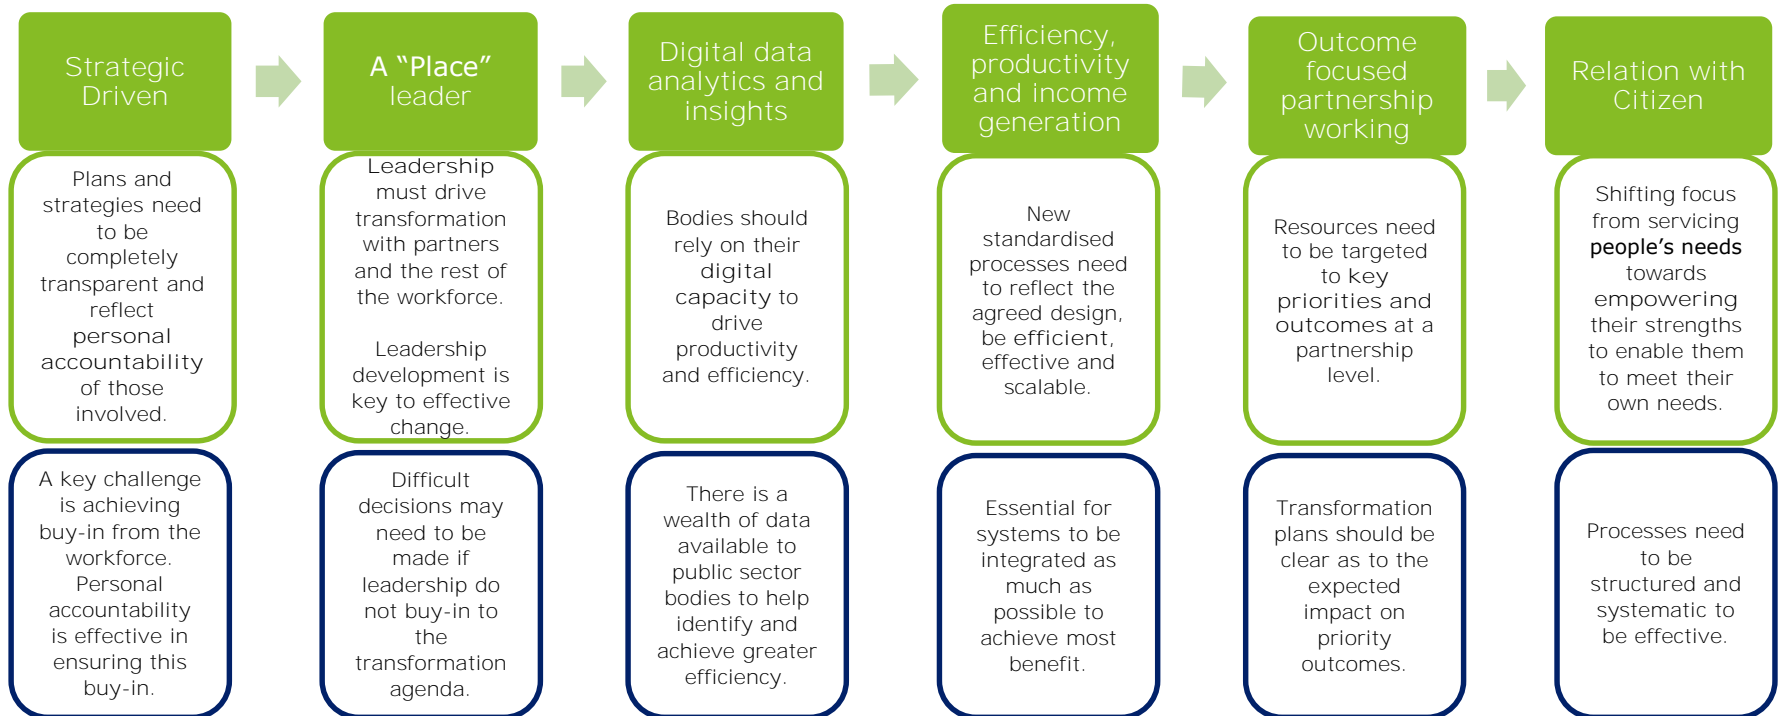 Strategic
Driven
A “Place”
leader
Digital data
analytics and
insights
Efficiency,
productivity
and income
generation
Outcome
focused
partnership
working
Relation with
Citizen
Plans and
strategies need
to be
completely
transparent and
reflect
personal
accountability
of those
involved.
Leadership
must drive
transformation
with partners
and the rest of
the workforce.
Leadership
development is
key to effective
change.
Bodies should
rely on their
digital
capacity to
drive
productivity
and efficiency.
New
standardised
processes need
to reflect the
agreed design,
be efficient,
effective and
scalable.
Resources need
to be targeted
to key
priorities and
outcomes at a
partnership
level.
Shifting focus
from servicing
people’s needs
towards
empowering
their strengths
to enable them
to meet their
own needs.
A key challenge
is achieving
buy-in from the
workforce.
Personal
accountability
is effective in
ensuring this
buy-in.
Difficult
decisions may
need to be
made if
leadership do
not buy-in to
the
transformation
agenda.
There is a
wealth of data
available to
public sector
bodies to help
identify and
achieve greater
efficiency.
Essential for
systems to be
integrated as
much as
possible to
achieve most
benefit.
Transformation
plans should be
clear as to the
expected
impact on
priority
outcomes.
Processes need
to be
structured and
systematic to
be effective.